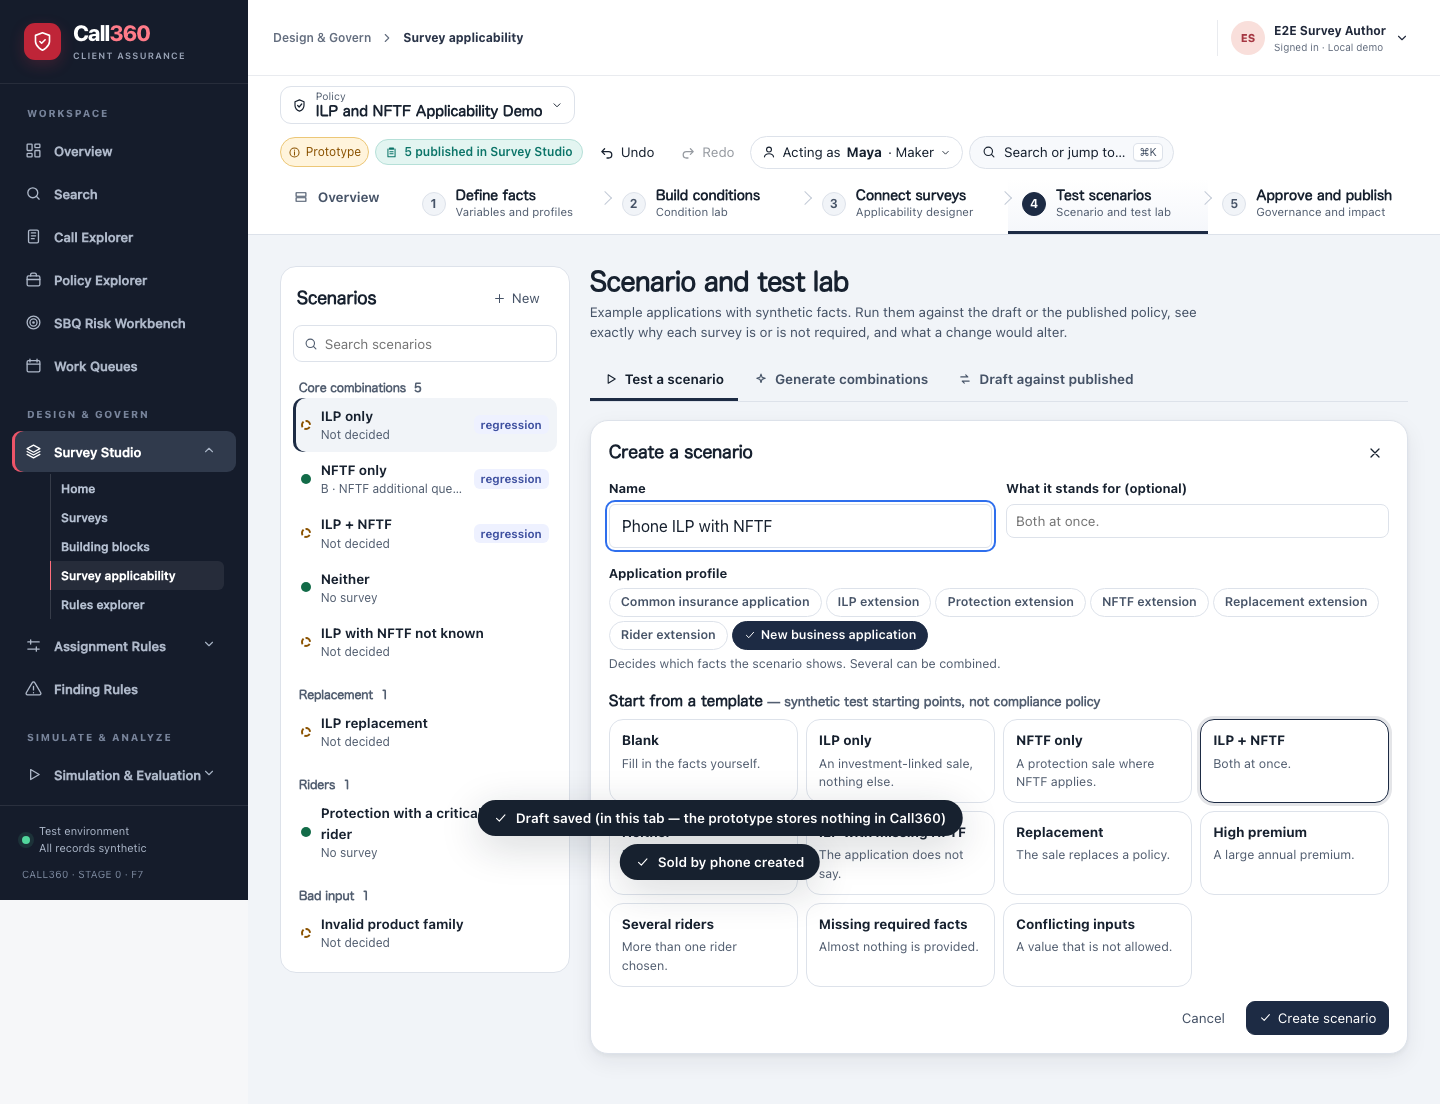 Call360
CLIENT ASSURANCE
WORKSPACE
Overview
Search
Call Explorer
Policy Explorer
SBQ Risk Workbench
Work Queues
DESIGN & GOVERN
Survey Studio
Home
Surveys
Building blocks
Survey applicability
Rules explorer
Assignment Rules
Finding Rules
SIMULATE & ANALYZE
Simulation & Evaluation
Test environment
All records synthetic
CALL360 · STAGE 0 · F7
Design & Govern > Survey applicability
ES
E2E Survey Author
Signed in · Local demo
Policy
ILP and NFTF Applicability Demo
Prototype
5 published in Survey Studio
Undo
Redo
Acting as Maya · Maker
Search or jump to...
⌘K
Overview
1 Define facts
Variables and profiles
2 Build conditions
Condition lab
3 Connect surveys
Applicability designer
4 Test scenarios
Scenario and test lab
5 Approve and publish
Governance and impact
Scenarios
New
Search scenarios
Core combinations 5
ILP only
Not decided
regression
NFTF only
B · NFTF additional que...
regression
ILP + NFTF
Not decided
regression
Neither
No survey
ILP with NFTF not known
Not decided
Replacement 1
ILP replacement
Not decided
Riders 1
Protection with a critica
rider
No survey
Bad input 1
Invalid product family
Not decided
Scenario and test lab
Example applications with synthetic facts. Run them against the draft or the published policy, see
exactly why each survey is or is not required, and what a change would alter.
Test a scenario
Generate combinations
Draft against published
Create a scenario
Name
Phone ILP with NFTF
What it stands for (optional)
Both at once.
Application profile
Common insurance application
ILP extension
Protection extension
NFTF extension
Replacement extension
Rider extension
New business application
Decides which facts the scenario shows. Several can be combined.
Start from a template — synthetic test starting points, not compliance policy
Blank
Fill in the facts yourself.
ILP only
An investment-linked sale,
nothing else.
NFTF only
A protection sale where
NFTF applies.
ILP + NFTF
Both at once.
Draft saved (in this tab — the prototype stores nothing in Call360)
Sold by phone created
The application does not
say.
Replacement
The sale replaces a policy.
High premium
A large annual premium.
Several riders
More than one rider
chosen.
Missing required facts
Almost nothing is provided.
Conflicting inputs
A value that is not allowed.
Cancel
Create scenario